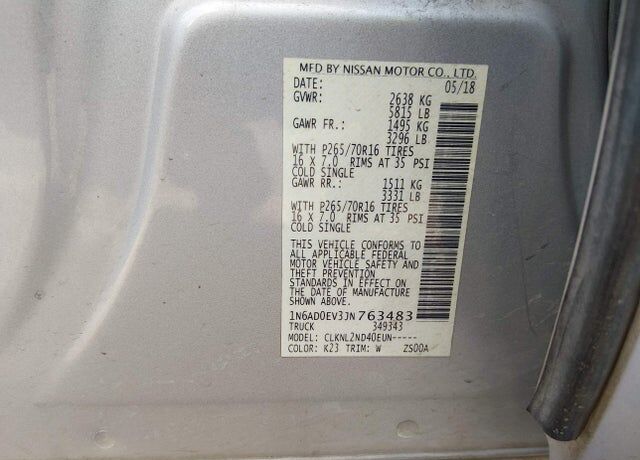 MFD BY NISSAN MOTOR CO., LTD.
DATE: 05/18
GVWR: 2638 KG
5815 LB
GAWR FR.: 1495 KG
3296 LB
WITH P265/70R16 TIRES
16 X 7.0 RIMS AT 35 PSI
COLD SINGLE
GAWR RR.: 1511 KG
3331 LB
WITH P265/70R16 TIRES
16 X 7.0 RIMS AT 35 PSI
COLD SINGLE
THIS VEHICLE CONFORMS TO
ALL APPLICABLE FEDERAL
MOTOR VEHICLE SAFETY AND
THEFT PREVENTION
STANDARDS IN EFFECT ON
THE DATE OF MANUFACTURE
SHOWN ABOVE.
1N6AD0EV3JN763483
TRUCK 349343
MODEL: CLKNL2ND40EUN-----
COLOR: K23 TRIM: W ZS00A